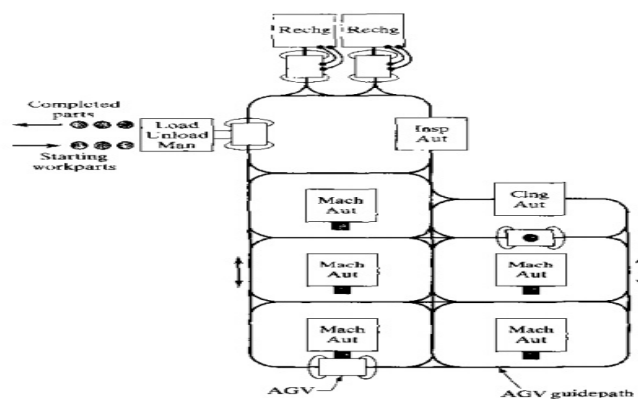 Rechg
Rechg
Completed
parts
Load
Unload
Man
Starting
workparts
Insp
Aut
Mach
Aut
Clng
Aut
Mach
Aut
Mach
Aut
Mach
Aut
Mach
Aut
AGV
AGV guidepath